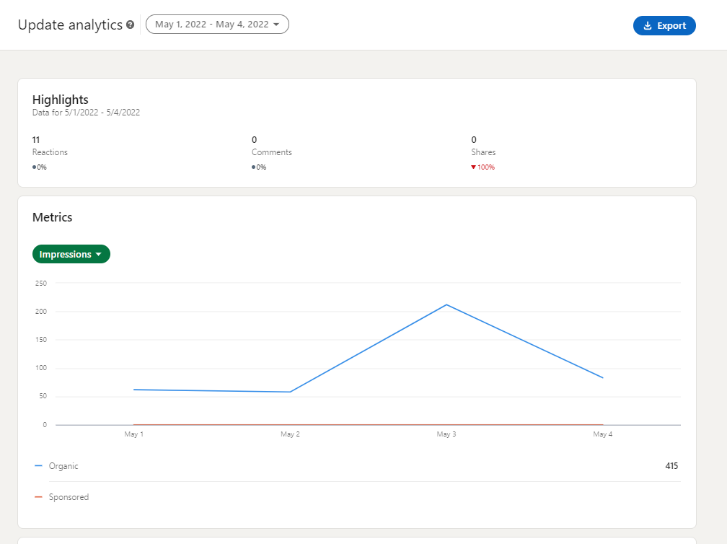 Update analytics ?
May 1, 2022 - May 4, 2022
Export
Highlights
Data for 5/1/2022 - 5/4/2022
11
Reactions
0%
0
Comments
0%
0
Shares
100%
Metrics
Impressions
250
200
150
100
50
0
May 1 May 2 May 3 May 4
Organic 415
Sponsored